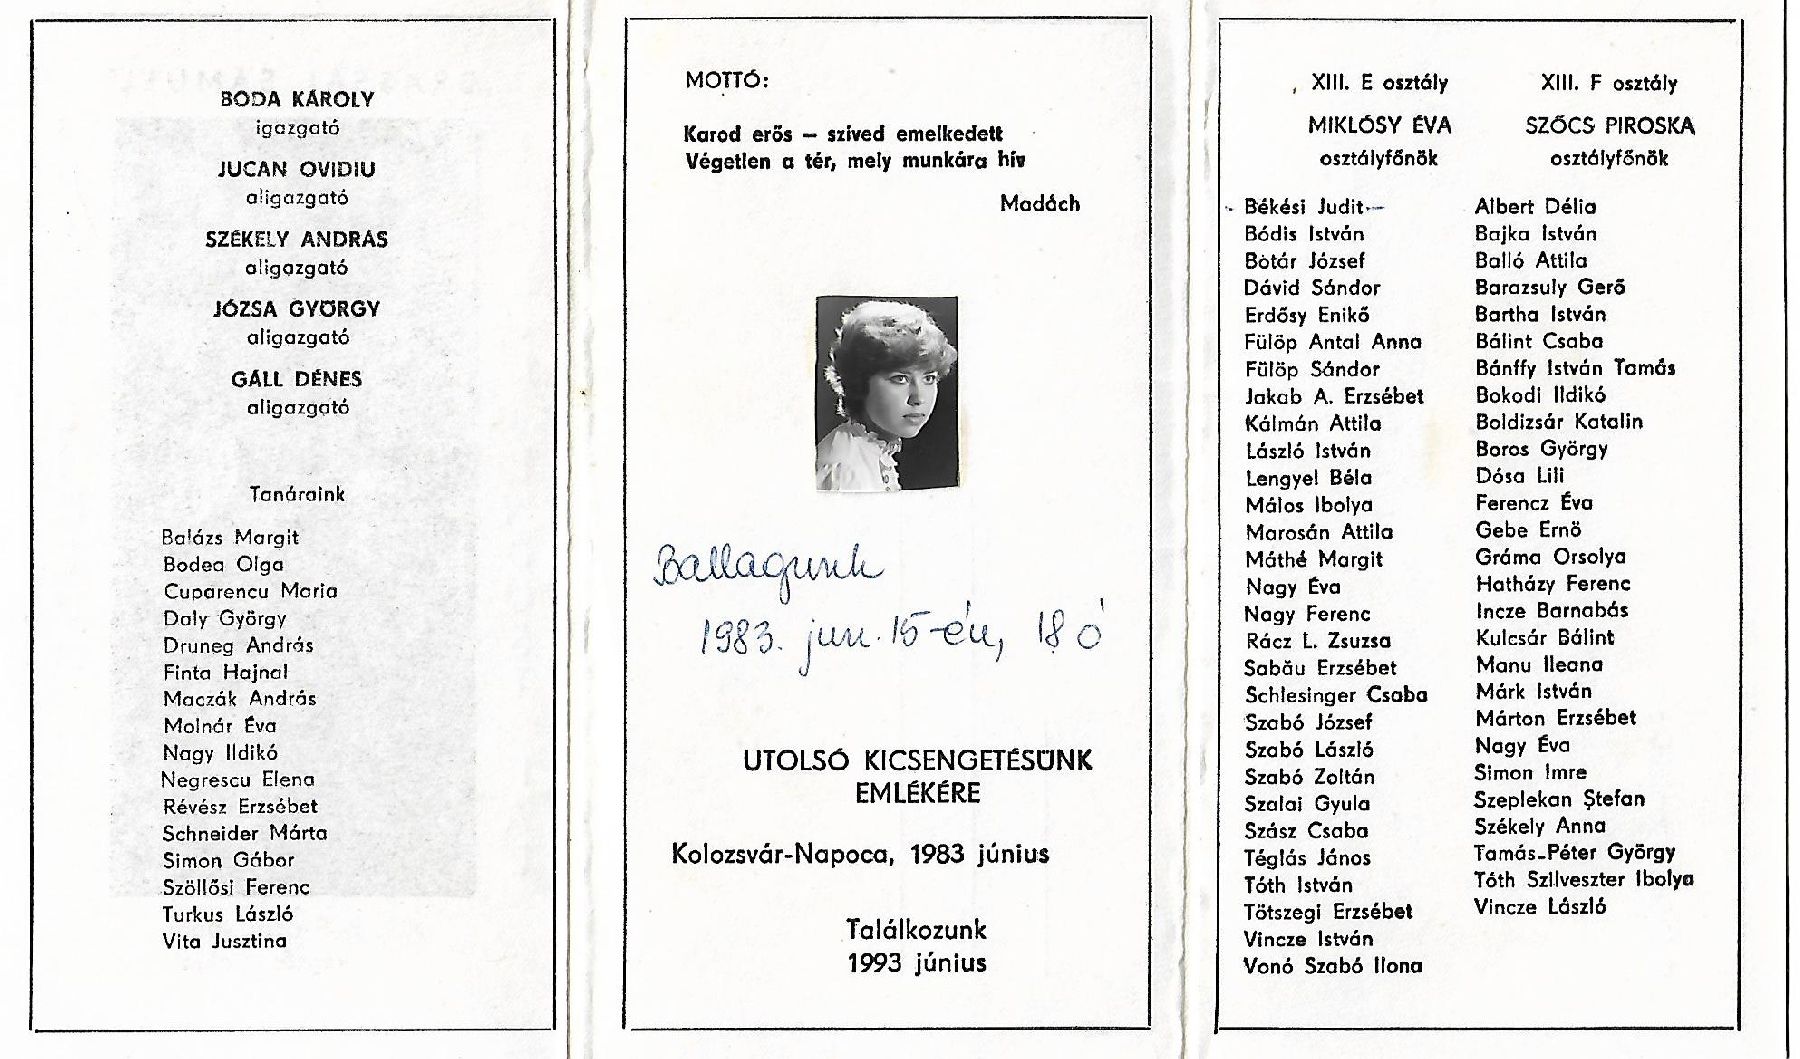 BODA KÁROLY
igazgató
JUCAN OVIDIU
aligazgató
SZÉKELY ANDRÁS
aligazgató
JÓZSA GYÖRGY
aligazgató
GÁLL DÉNES
aligazgató
Tanáraink
Balázs Margit
Bodea Olga
Cuparencu Maria
Daly György
Druneg András
Finta Hajnal
Maczák András
Molnár Éva
Nagy Ildikó
Negrescu Elena
Révész Erzsébet
Schneider Márta
Simon Gábor
Szöllősi Ferenc
Turkus László
Vita Jusztina
MOTTÓ:
Karod erős – szived emelkedett
Végetlen a tér, mely munkára hív
Madách
Ballagunk
1983. jun. 15-én, 18 ó
UTOLSÓ KICSENGETÉSÜNK
EMLÉKÉRE
Kolozsvár-Napoca, 1983 június
Találkozunk
1993 június
XIII. E osztály
MIKLÓSY ÉVA
osztályfőnök
Békési Judit
Bódis István
Botár József
Dávid Sándor
Erdősy Enikő
Fülöp Antal Anna
Fülöp Sándor
Jakab A. Erzsébet
Kálmán Attila
László István
Lengyel Béla
Málos Ibolya
Marosán Attila
Máthé Margit
Nagy Éva
Nagy Ferenc
Rácz L. Zsuzsa
Sabău Erzsébet
Schlesinger Csaba
Szabó József
Szabó László
Szabó Zoltán
Szalai Gyula
Szász Csaba
Téglás János
Tóth István
Tötszegi Erzsébet
Vincze István
Vonó Szabó Ilona
XIII. F osztály
SZŐCS PIROSKA
osztályfőnök
Albert Délia
Bajka István
Balló Attila
Barazsuly Gerő
Bartha István
Bálint Csaba
Bánffy István Tamás
Bokodi Ildikó
Boldizsár Katalin
Boros György
Dósa Lili
Ferencz Éva
Gebe Ernö
Gráma Orsolya
Hatházy Ferenc
Incze Barnabás
Kulcsár Bálint
Manu Ileana
Márk István
Márton Erzsébet
Nagy Éva
Simon Imre
Szeplekan Ştefan
Székely Anna
Tamás-Péter György
Tóth Szilveszter Ibolya
Vincze László